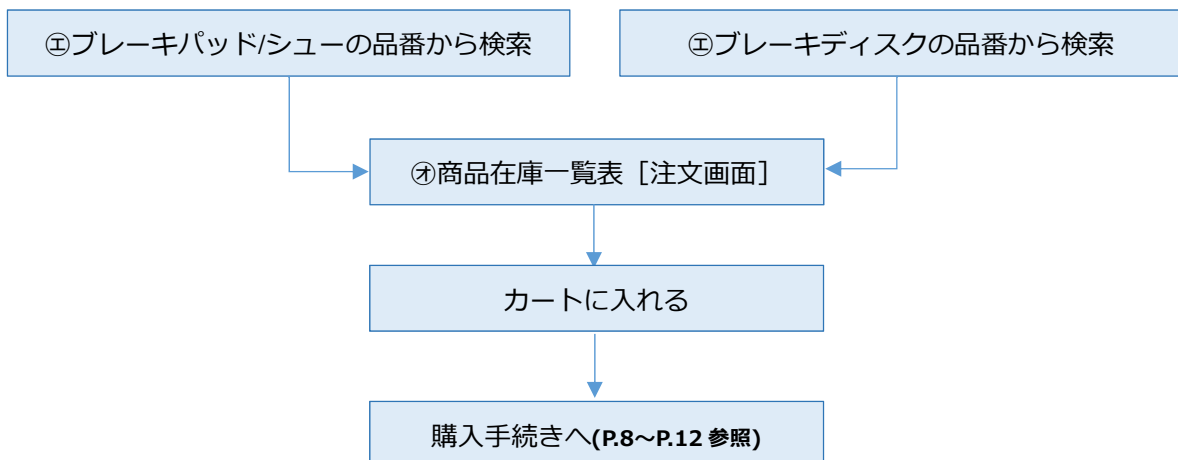 ㋓ブレーキパッド/シューの品番から検索
㋓ブレーキディスクの品番から検索
㋔商品在庫一覧表［注文画面］
カートに入れる
購入手続きへ(P.8～P.12 参照)